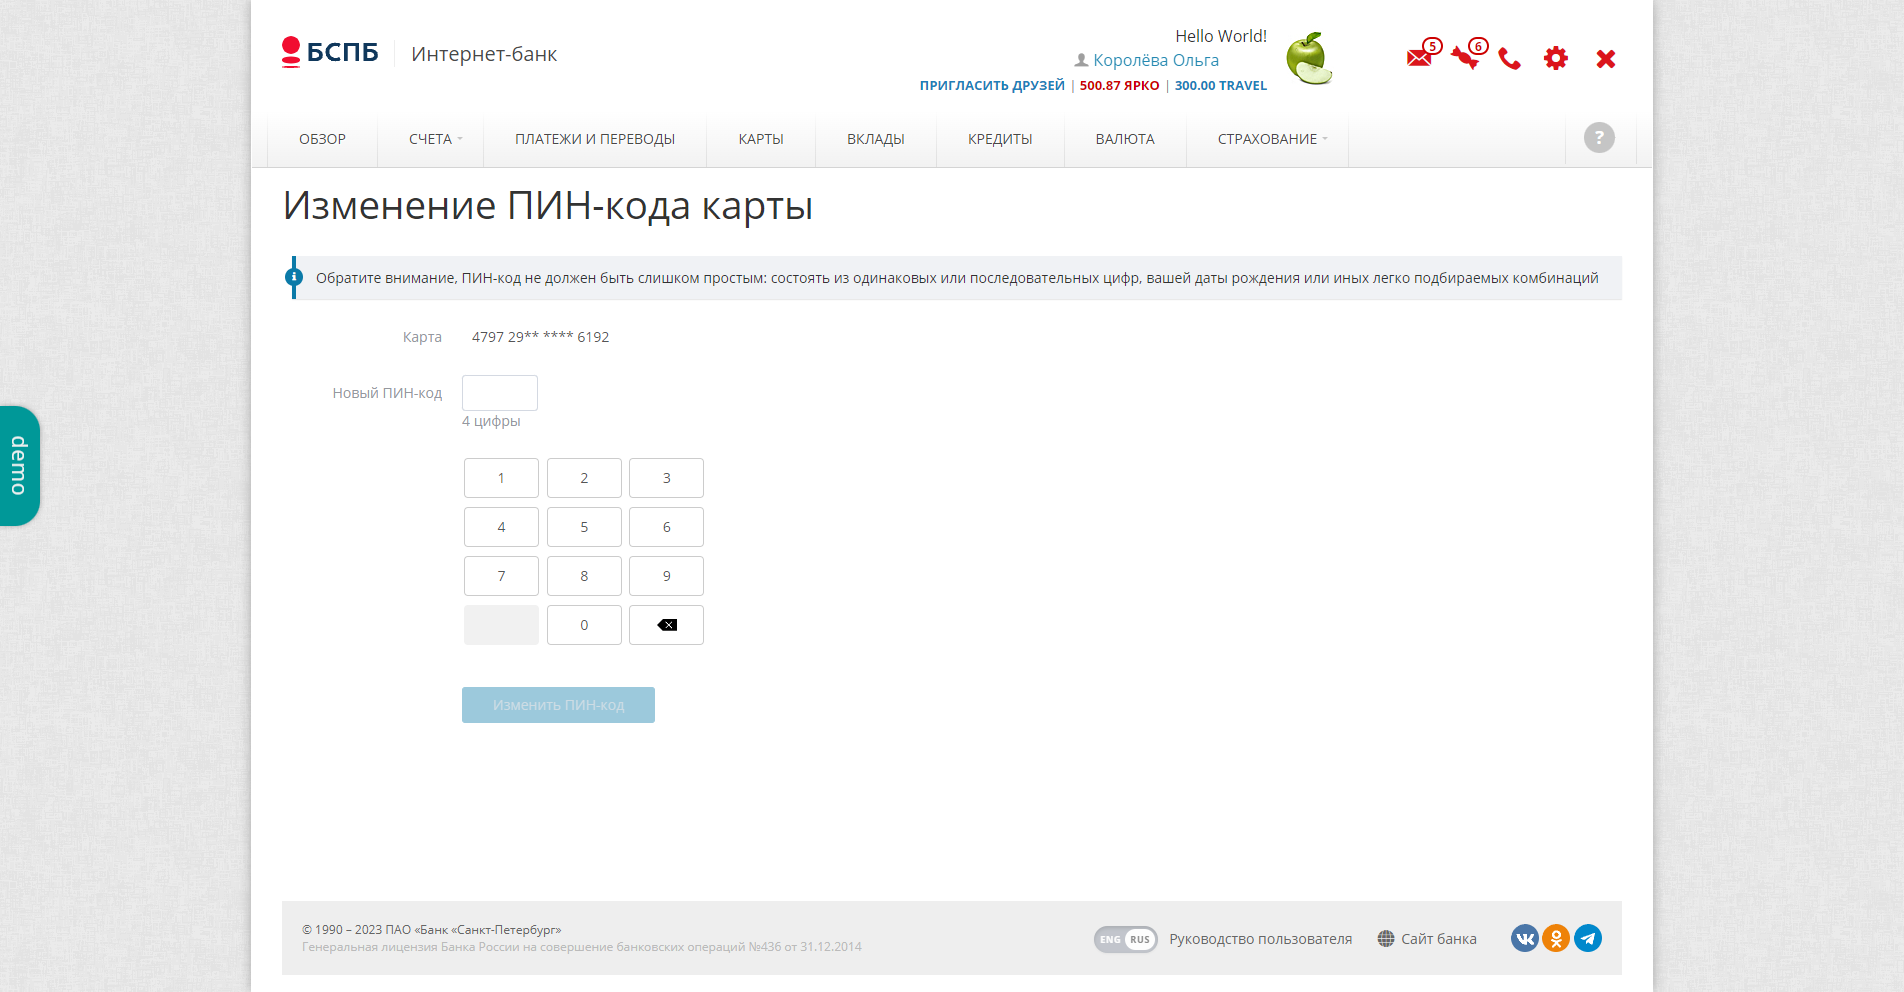 БСПБ
Интернет-банк
Hello World!
Королёва Ольга
ПРИГЛАСИТЬ ДРУЗЕЙ | 500.87 ЯРКО | 300.00 TRAVEL
5
6
ОБЗОР
СЧЕТА
ПЛАТЕЖИ И ПЕРЕВОДЫ
КАРТЫ
ВКЛАДЫ
КРЕДИТЫ
ВАЛЮТА
СТРАХОВАНИЕ
?
Изменение ПИН-кода карты
Обратите внимание, ПИН-код не должен быть слишком простым: состоять из одинаковых или последовательных цифр, вашей даты рождения или иных легко подбираемых комбинаций
Карта 4797 29** **** 6192
Новый ПИН-код
4 цифры
demo
1 2 3
4 5 6
7 8 9
0
Изменить ПИН-код
© 1990 – 2023 ПАО «Банк «Санкт-Петербург»
Генеральная лицензия Банка России на совершение банковских операций №436 от 31.12.2014
ENG RUS
Руководство пользователя
Сайт банка